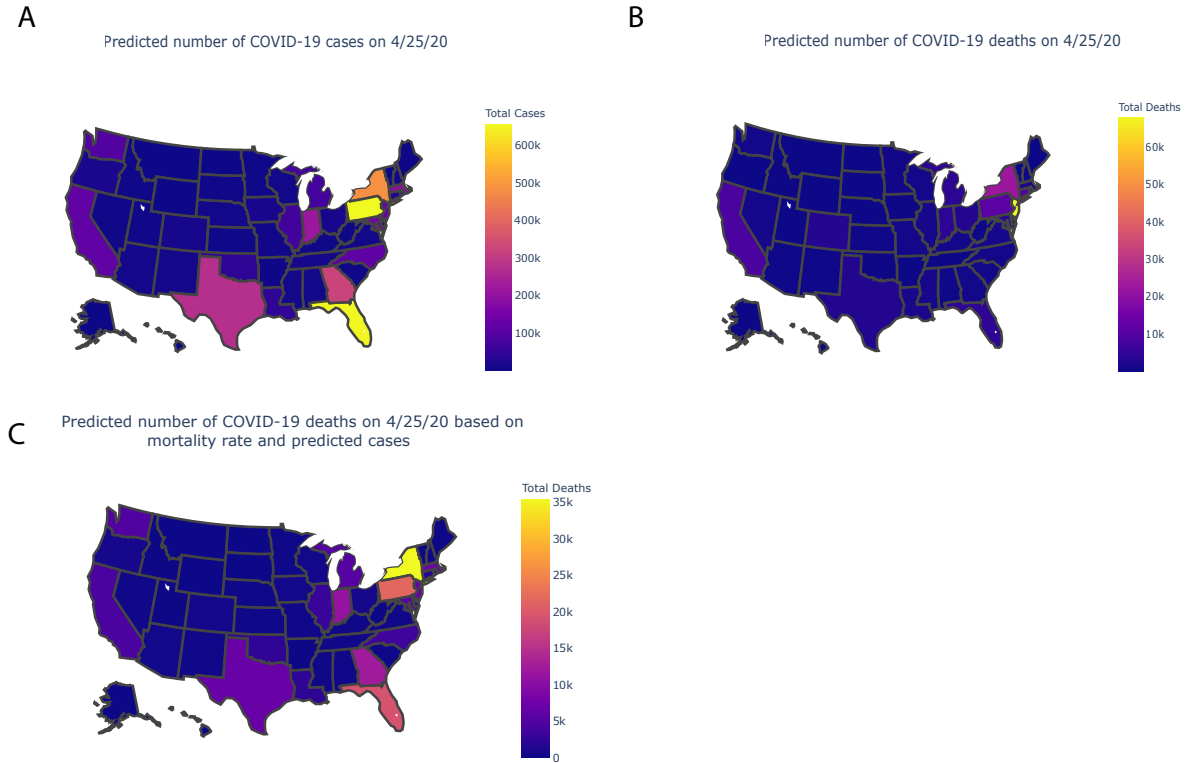 A
Predicted number of COVID-19 cases on 4/25/20
Total Cases
600k
500k
400k
300k
200k
100k
B
Predicted number of COVID-19 deaths on 4/25/20
Total Deaths
60k
50k
40k
30k
20k
10k
C
Predicted number of COVID-19 deaths on 4/25/20 based on
mortality rate and predicted cases
Total Deaths
35k
30k
25k
20k
15k
10k
5k
0